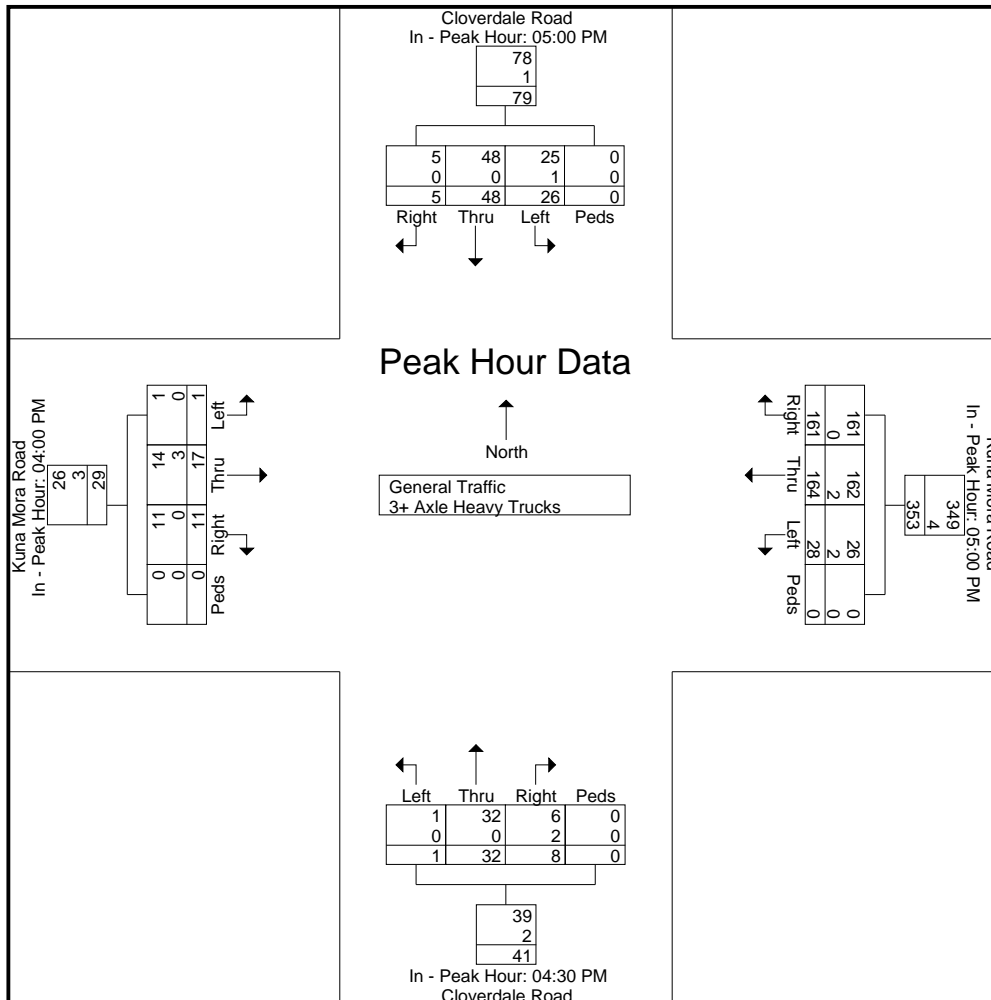 Cloverdale Road
In - Peak Hour: 05:00 PM
78
1
79
5 48 25 0
0 0 1 0
5 48 26 0
Right Thru Left Peds
Peak Hour Data
North
General Traffic
3+ Axle Heavy Trucks
Kuna Mora Road
In - Peak Hour: 04:00 PM
26
3
29
1 14 11 0
0 3 0 0
1 17 11 0
Left Thru Right Peds
Kuna Mora Road
In - Peak Hour: 05:00 PM
349
4
353
161 162 26 0
0 2 2 0
161 164 28 0
Right Thru Left Peds
Left Thru Right Peds
1 32 6 0
0 0 2 0
1 32 8 0
39
2
41
In - Peak Hour: 04:30 PM
Cloverdale Road